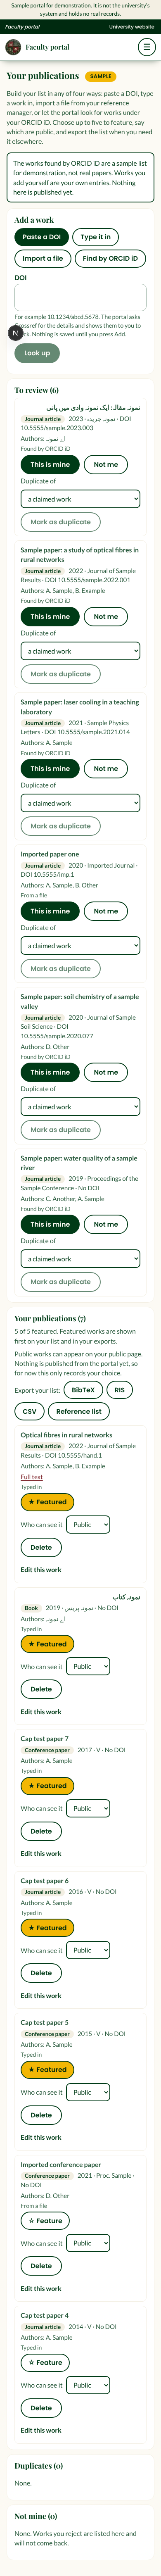 Sample portal for demonstration. It is not the university's
system and holds no real records.
Faculty portal
University website
Faculty portal
Your publications SAMPLE
Build your list in any of four ways: paste a DOI, type
a work in, import a file from your reference
manager, or let the portal look for works under
your ORCID iD. Choose up to five to feature, say
which are public, and export the list when you need
it elsewhere.
The works found by ORCID iD are a sample list
for demonstration, not real papers. Works you
add yourself are your own entries. Nothing
here is published yet.
Add a work
Paste a DOI
Type it in
Import a file
Find by ORCID iD
DOI
For example 10.1234/abcd.5678. The portal asks
for the details and shows them for you to
Nothing is saved until you press Add.
N
Look up
To review (6)
نمونہ مقالہ: ایک نمونہ وادی میں پانی
Journal article 2023 · نمونہ جریدہ · DOI
10.5555/sample.2023.003
Authors: اے نمونہ
Found by ORCID iD
This is mine
Not me
Duplicate of
a claimed work
Mark as duplicate
Sample paper: a study of optical fibres in
rural networks
Journal article 2022 · Journal of Sample
Results · DOI 10.5555/sample.2022.001
Authors: A. Sample, B. Example
Found by ORCID iD
This is mine
Not me
Duplicate of
a claimed work
Mark as duplicate
Sample paper: laser cooling in a teaching
laboratory
Journal article 2021 · Sample Physics
Letters · DOI 10.5555/sample.2021.014
Authors: A. Sample
Found by ORCID iD
This is mine
Not me
Duplicate of
a claimed work
Mark as duplicate
Imported paper one
Journal article 2020 · Imported Journal ·
DOI 10.5555/imp.1
Authors: A. Sample, B. Other
From a file
This is mine
Not me
Duplicate of
a claimed work
Mark as duplicate
Sample paper: soil chemistry of a sample
valley
Journal article 2020 · Journal of Sample
Soil Science · DOI
10.5555/sample.2020.077
Authors: D. Other
Found by ORCID iD
This is mine
Not me
Duplicate of
a claimed work
Mark as duplicate
Sample paper: water quality of a sample
river
Journal article 2019 · Proceedings of the
Sample Conference · No DOI
Authors: C. Another, A. Sample
Found by ORCID iD
This is mine
Not me
Duplicate of
a claimed work
Mark as duplicate
Your publications (7)
5 of 5 featured. Featured works are shown
first on your list and in your exports.
Public works can appear on your public page.
Nothing is published from the portal yet, so
for now this only records your choice.
Export your list: BibTeX RIS
CSV Reference list
Optical fibres in rural networks
Journal article 2022 · Journal of Sample
Results · DOI 10.5555/hand.1
Authors: A. Sample, B. Example
Full text
Typed in
★ Featured
Who can see it Public
Delete
Edit this work
نمونہ کتاب
Book 2019 · نمونہ پریس · No DOI
Authors: اے نمونہ
Typed in
★ Featured
Who can see it Public
Delete
Edit this work
Cap test paper 7
Conference paper 2017 · V · No DOI
Authors: A. Sample
Typed in
★ Featured
Who can see it Public
Delete
Edit this work
Cap test paper 6
Journal article 2016 · V · No DOI
Authors: A. Sample
Typed in
★ Featured
Who can see it Public
Delete
Edit this work
Cap test paper 5
Conference paper 2015 · V · No DOI
Authors: A. Sample
Typed in
★ Featured
Who can see it Public
Delete
Edit this work
Imported conference paper
Conference paper 2021 · Proc. Sample ·
No DOI
Authors: D. Other
From a file
☆ Feature
Who can see it Public
Delete
Edit this work
Cap test paper 4
Journal article 2014 · V · No DOI
Authors: A. Sample
Typed in
☆ Feature
Who can see it Public
Delete
Edit this work
Duplicates (0)
None.
Not mine (0)
None. Works you reject are listed here and
will not come back.